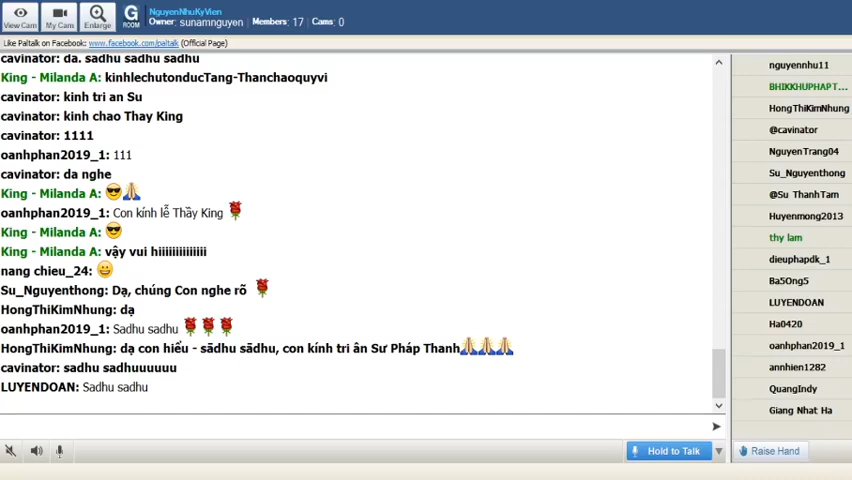 View Cam
My Cam
Enlarge
G
ROOM
NguyenNhuKyVien
Owner: sunamnguyen Members: 17 Cams: 0
Like Paltalk on Facebook: www.facebook.com/paltalk (Official Page)
cavinator: da. sadhu sadhu sadhu
King - Milanda A: kinhlechutonducTang-Thanchaoquyvi
cavinator: kinh tri an Su
cavinator: kinh chao Thay King
cavinator: 1111
oanhphan2019_1: 111
cavinator: da nghe
King - Milanda A: 😎🙏
oanhphan2019_1: Con kính lễ Thầy King 🌹
King - Milanda A: 😎
King - Milanda A: vậy vui hiiiiiiiiiiiiii
nang chieu_24: 😀
Su_Nguyenthong: Dạ, chúng Con nghe rõ 🌹
HongThiKimNhung: dạ
oanhphan2019_1: Sadhu sadhu 🌹🌹🌹
HongThiKimNhung: dạ con hiểu - sādhu sādhu, con kính tri ân Sư Pháp Thanh🙏🙏🙏
cavinator: sadhu sadhuuuuuu
LUYENDOAN: Sadhu sadhu
Hold to Talk
nguyennhu11
BHIKKHUPHAPT...
HongThiKimNhung
@cavinator
NguyenTrang04
Su_Nguyenthong
@Su ThanhTam
Huyenmong2013
thy lam
dieuphapdk_1
Ba5Ong5
LUYENDOAN
Ha0420
oanhphan2019_1
annhien1282
QuangIndy
Giang Nhat Ha
Raise Hand